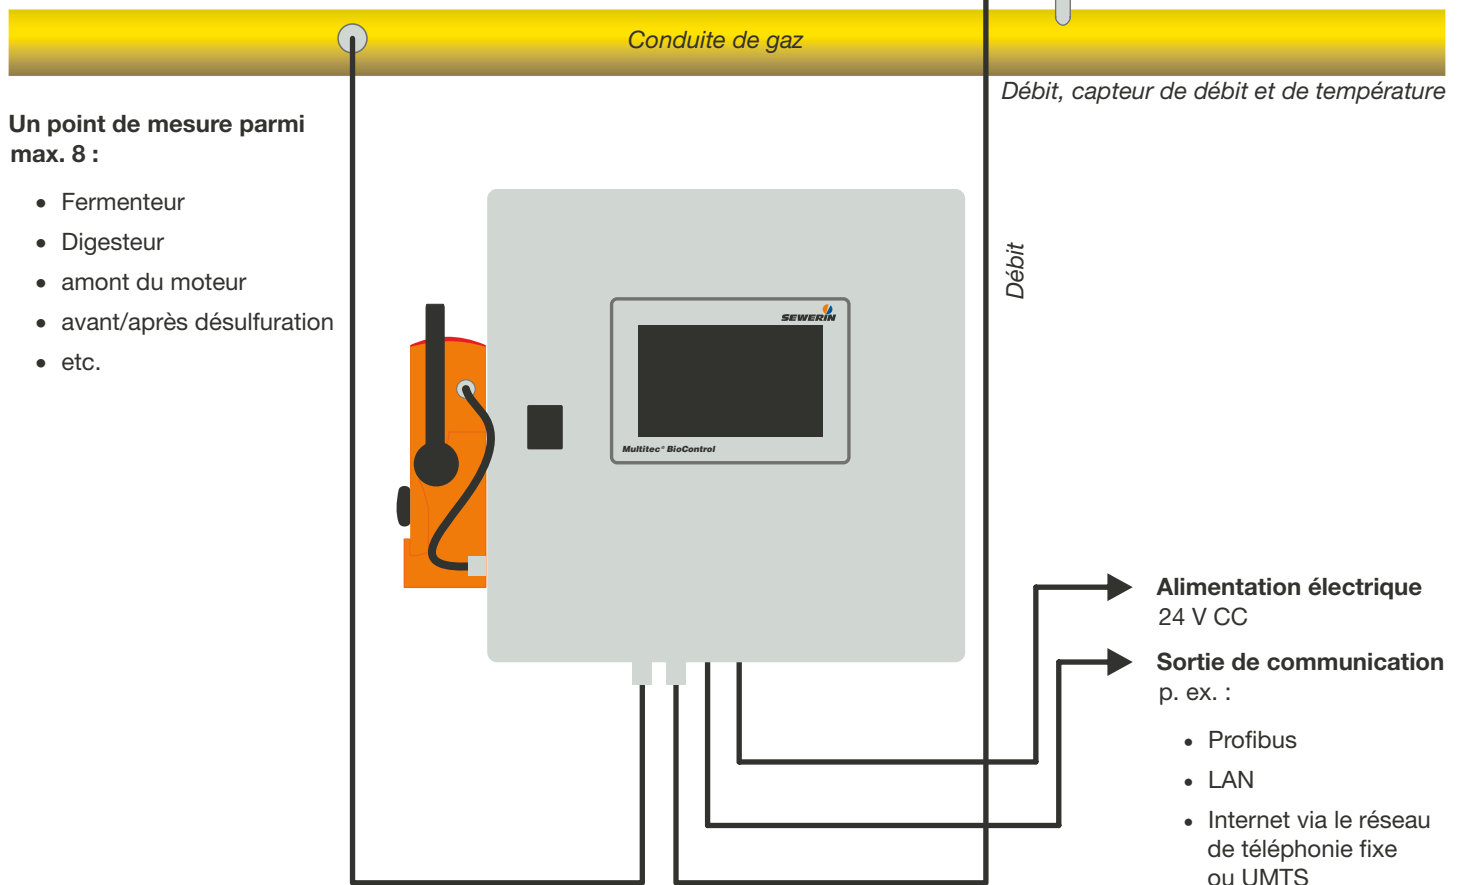 Conduite de gaz
Débit, capteur de débit et de température
Un point de mesure parmi
max. 8 :
• Fermenteur
• Digesteur
• amont du moteur
• avant/après désulfuration
• etc.
Débit
SEWERIN
Multitec® BioControl
Alimentation électrique
24 V CC
Sortie de communication
p. ex. :
• Profibus
• LAN
• Internet via le réseau
de téléphonie fixe
ou UMTS